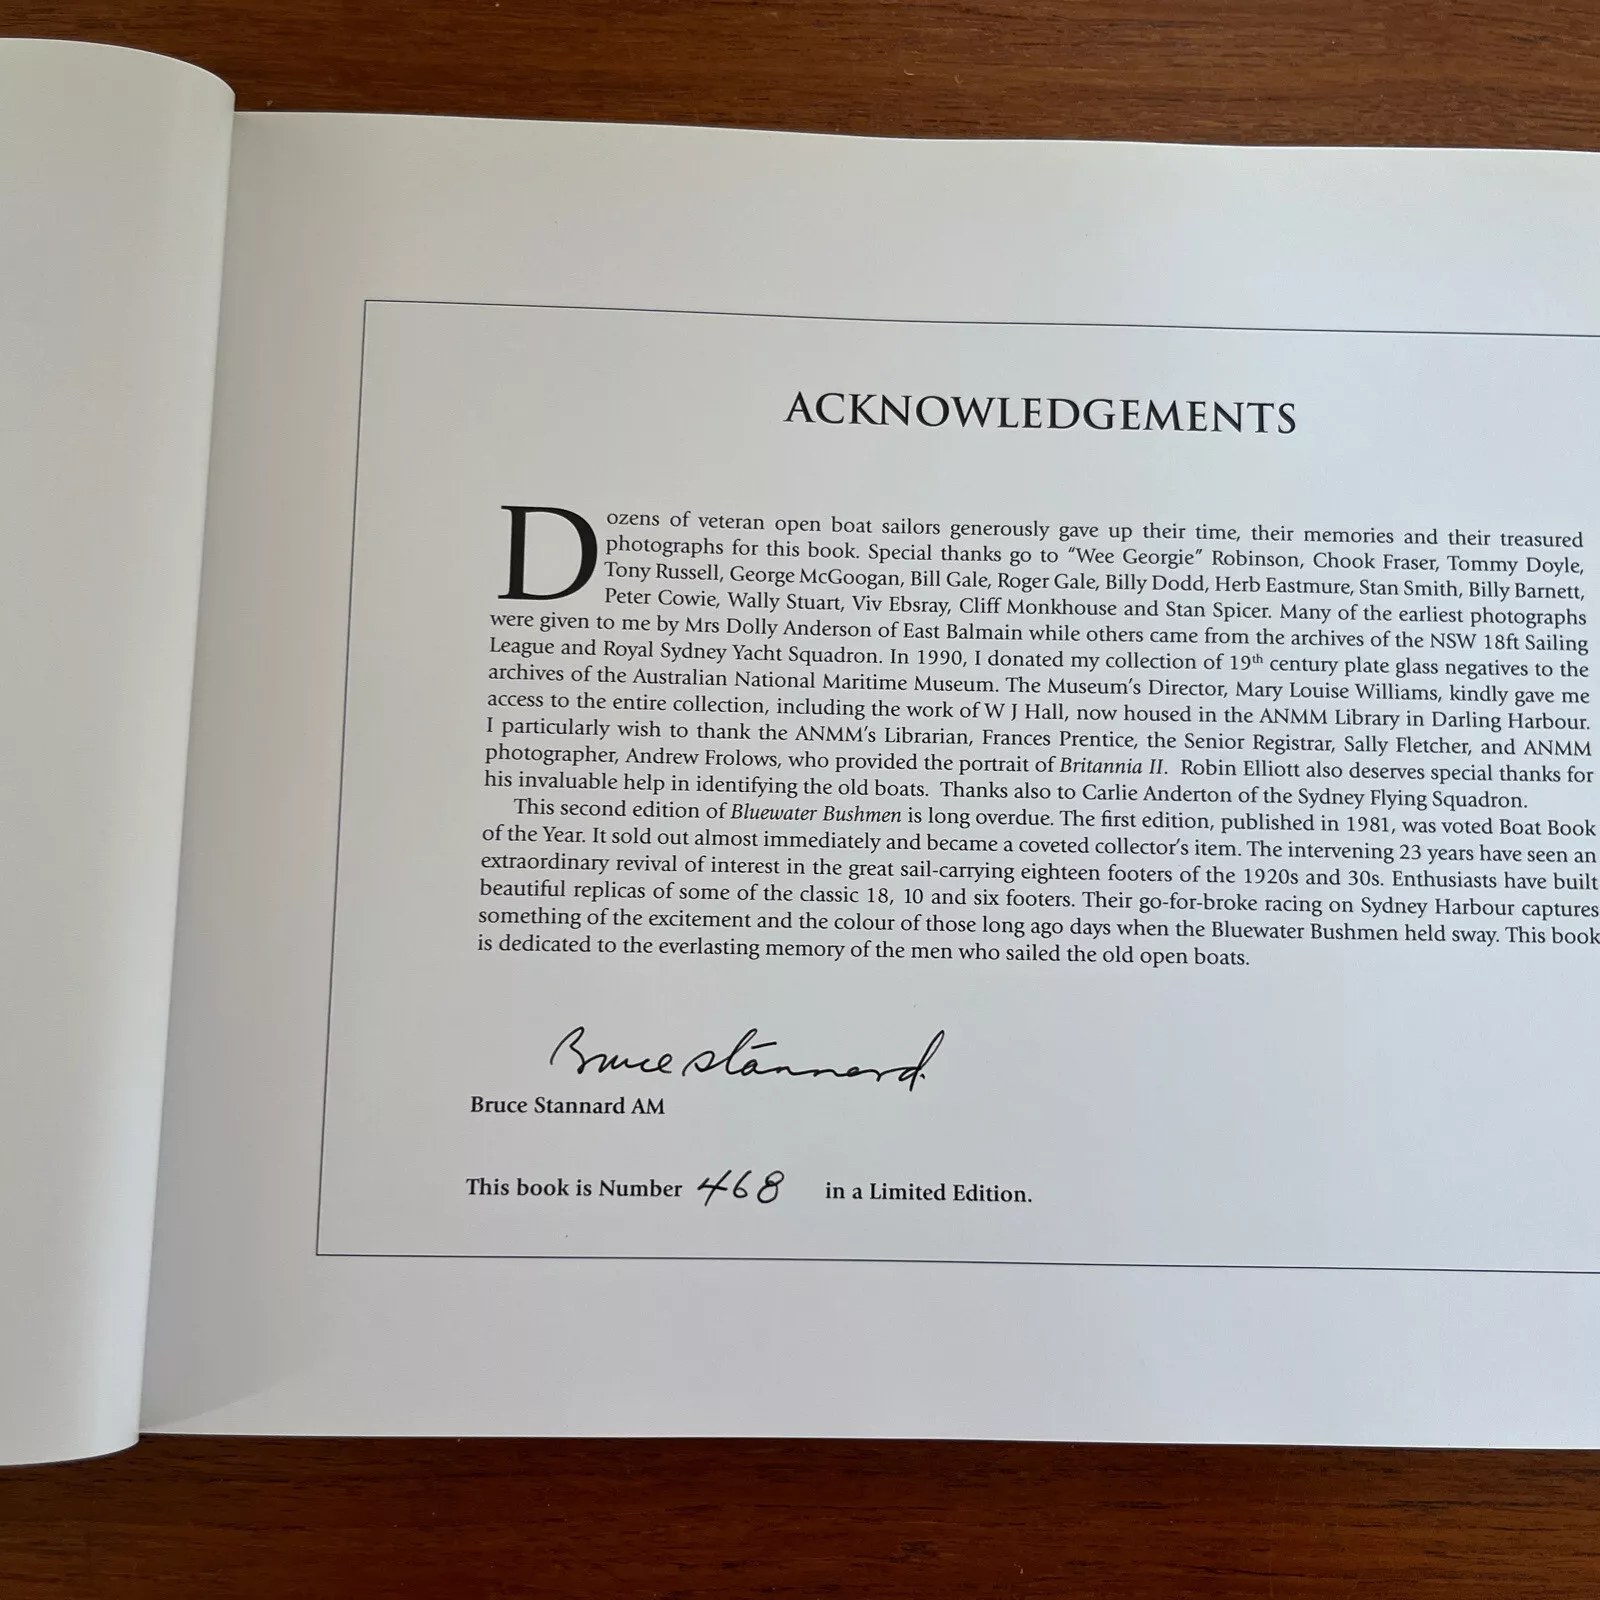 ACKNOWLEDGEMENTS
Dozens of veteran open boat sailors generously gave up their time, their memories and their treasured
photographs for this book. Special thanks go to “Wee Georgie” Robinson, Chook Fraser, Tommy Doyle,
Tony Russell, George McGoogan, Bill Gale, Roger Gale, Billy Dodd, Herb Eastmure, Stan Smith, Billy Barnett,
Peter Cowie, Wally Stuart, Viv Ebsray, Cliff Monkhouse and Stan Spicer. Many of the earliest photographs
were given to me by Mrs Dolly Anderson of East Balmain while others came from the archives of the NSW 18ft Sailing
League and Royal Sydney Yacht Squadron. In 1990, I donated my collection of 19th century plate glass negatives to the
archives of the Australian National Maritime Museum. The Museum’s Director, Mary Louise Williams, kindly gave me
access to the entire collection, including the work of W J Hall, now housed in the ANMM Library in Darling Harbour.
I particularly wish to thank the ANMM’s Librarian, Frances Prentice, the Senior Registrar, Sally Fletcher, and ANMM
photographer, Andrew Frolows, who provided the portrait of Britannia II. Robin Elliott also deserves special thanks for
his invaluable help in identifying the old boats. Thanks also to Carlie Anderton of the Sydney Flying Squadron.
This second edition of Bluewater Bushmen is long overdue. The first edition, published in 1981, was voted Boat Book
of the Year. It sold out almost immediately and became a coveted collector’s item. The intervening 23 years have seen an
extraordinary revival of interest in the great sail-carrying eighteen footers of the 1920s and 30s. Enthusiasts have built
beautiful replicas of some of the classic 18, 10 and six footers. Their go-for-broke racing on Sydney Harbour captures
something of the excitement and the colour of those long ago days when the Bluewater Bushmen held sway. This book
is dedicated to the everlasting memory of the men who sailed the old open boats.
Bruce Stannard
Bruce Stannard AM
This book is Number 468 in a Limited Edition.